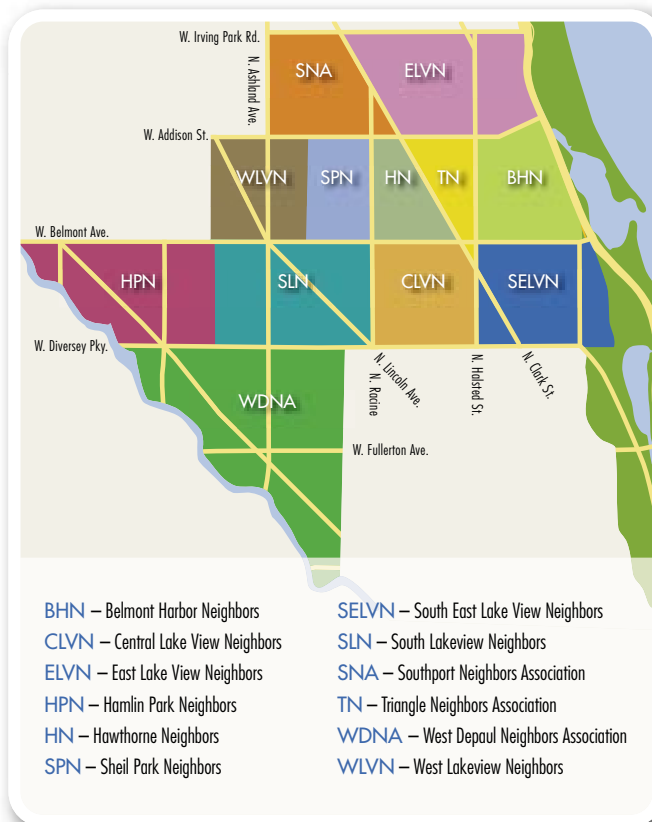 W. Irving Park Rd.
N. Ashland Ave.
SNA
ELVN
W. Addison St.
WLVN
SPN
HN
TN
BHN
W. Belmont Ave.
HPN
SLN
CLVN
SELVN
W. Diversey Pky.
N. Lincoln Ave.
N. Racine
N. Halsted St.
N. Clark St.
WDNA
W. Fullerton Ave.
BHN – Belmont Harbor Neighbors
CLVN – Central Lake View Neighbors
ELVN – East Lake View Neighbors
HPN – Hamlin Park Neighbors
HN – Hawthorne Neighbors
SPN – Sheil Park Neighbors
SELVN – South East Lake View Neighbors
SLN – South Lakeview Neighbors
SNA – Southport Neighbors Association
TN – Triangle Neighbors Association
WDNA – West Depaul Neighbors Association
WLVN – West Lakeview Neighbors